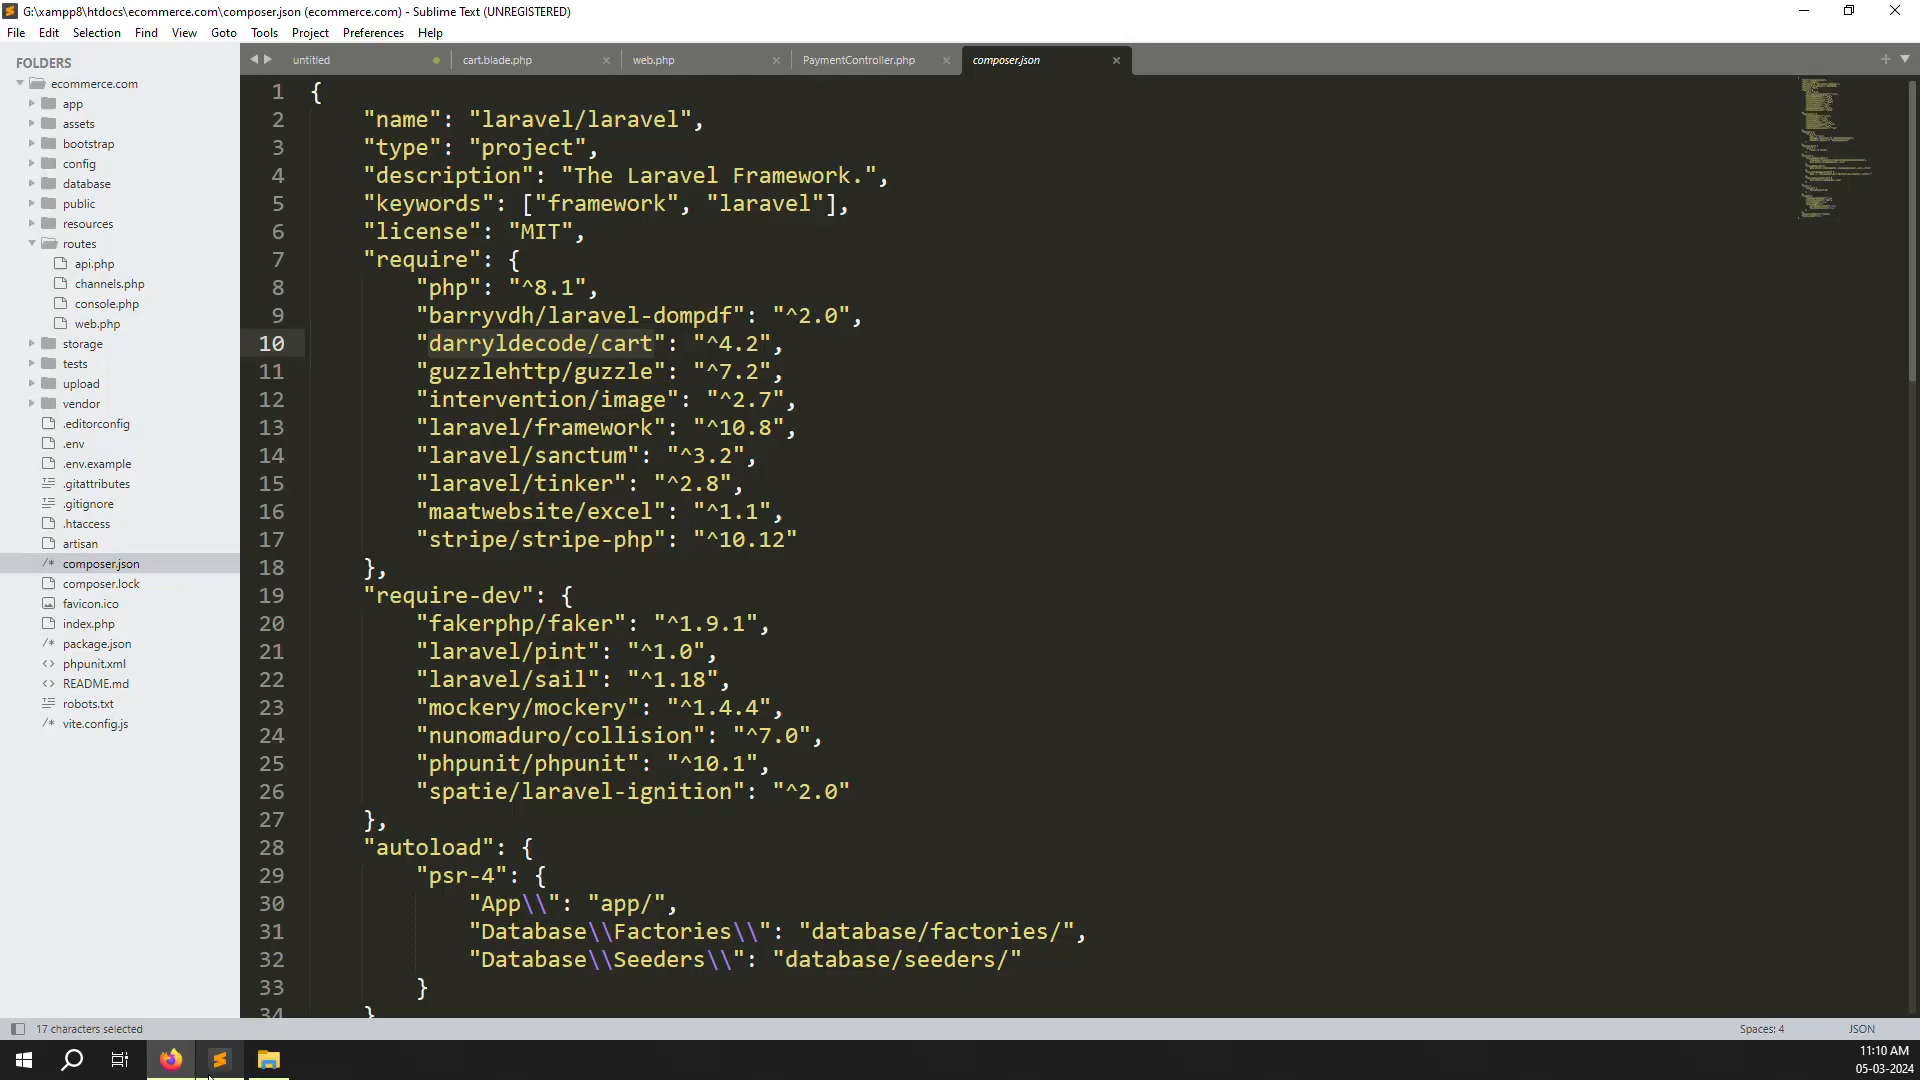 G:\xampp8\htdocs\ecommerce.com\composer.json (ecommerce.com) - Sublime Text (UNREGISTERED)
File Edit Selection Find View Goto Tools Project Preferences Help
FOLDERS
ecommerce.com
app
assets
bootstrap
config
database
public
resources
routes
api.php
channels.php
console.php
web.php
storage
tests
upload
vendor
.editorconfig
.env
.env.example
.gitattributes
.gitignore
.htaccess
artisan
composer.json
composer.lock
favicon.ico
index.php
package.json
phpunit.xml
README.md
robots.txt
vite.config.js
untitled cart.blade.php web.php PaymentController.php composer.json
1 {
2 "name": "laravel/laravel",
3 "type": "project",
4 "description": "The Laravel Framework.",
5 "keywords": ["framework", "laravel"],
6 "license": "MIT",
7 "require": {
8 "php": "^8.1",
9 "barryvdh/laravel-dompdf": "^2.0",
10 "darryldecode/cart": "^4.2",
11 "guzzlehttp/guzzle": "^7.2",
12 "intervention/image": "^2.7",
13 "laravel/framework": "^10.8",
14 "laravel/sanctum": "^3.2",
15 "laravel/tinker": "^2.8",
16 "maatwebsite/excel": "^1.1",
17 "stripe/stripe-php": "^10.12"
18 },
19 "require-dev": {
20 "fakerphp/faker": "^1.9.1",
21 "laravel/pint": "^1.0",
22 "laravel/sail": "^1.18",
23 "mockery/mockery": "^1.4.4",
24 "nunomaduro/collision": "^7.0",
25 "phpunit/phpunit": "^10.1",
26 "spatie/laravel-ignition": "^2.0"
27 },
28 "autoload": {
29 "psr-4": {
30 "App\\": "app/",
31 "Database\\Factories\\": "database/factories/",
32 "Database\\Seeders\\": "database/seeders/"
33 }
34 }
17 characters selected
Spaces: 4 JSON
11:10 AM
05-03-2024